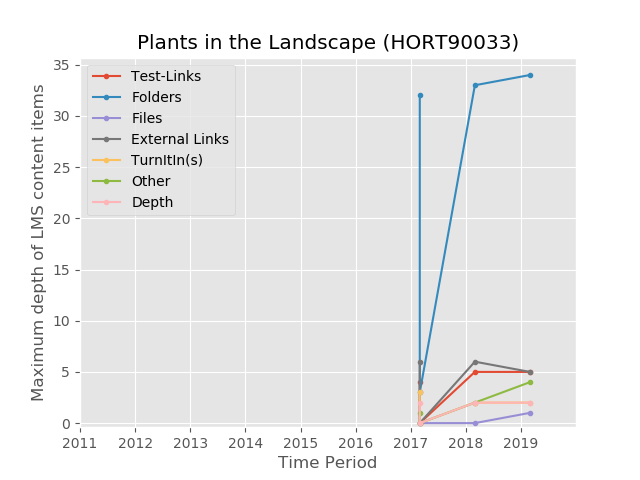 Plants in the Landscape (HORT90033)
Maximum depth of LMS content items
35
30
25
20
15
10
5
0
Test-Links
Folders
Files
External Links
TurnItIn(s)
Other
Depth
2011 2012 2013 2014 2015 2016 2017 2018 2019
Time Period